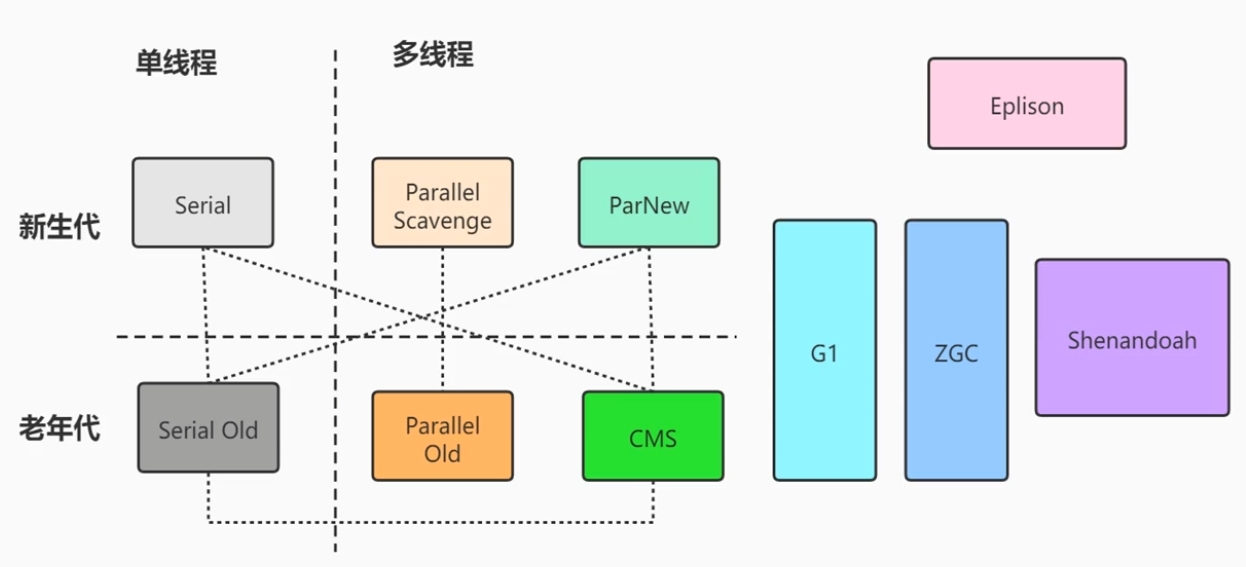 单线程
多线程
Eplison
新生代
Serial
Parallel
Scavenge
ParNew
G1
ZGC
Shenandoah
老年代
Serial Old
Parallel
Old
CMS